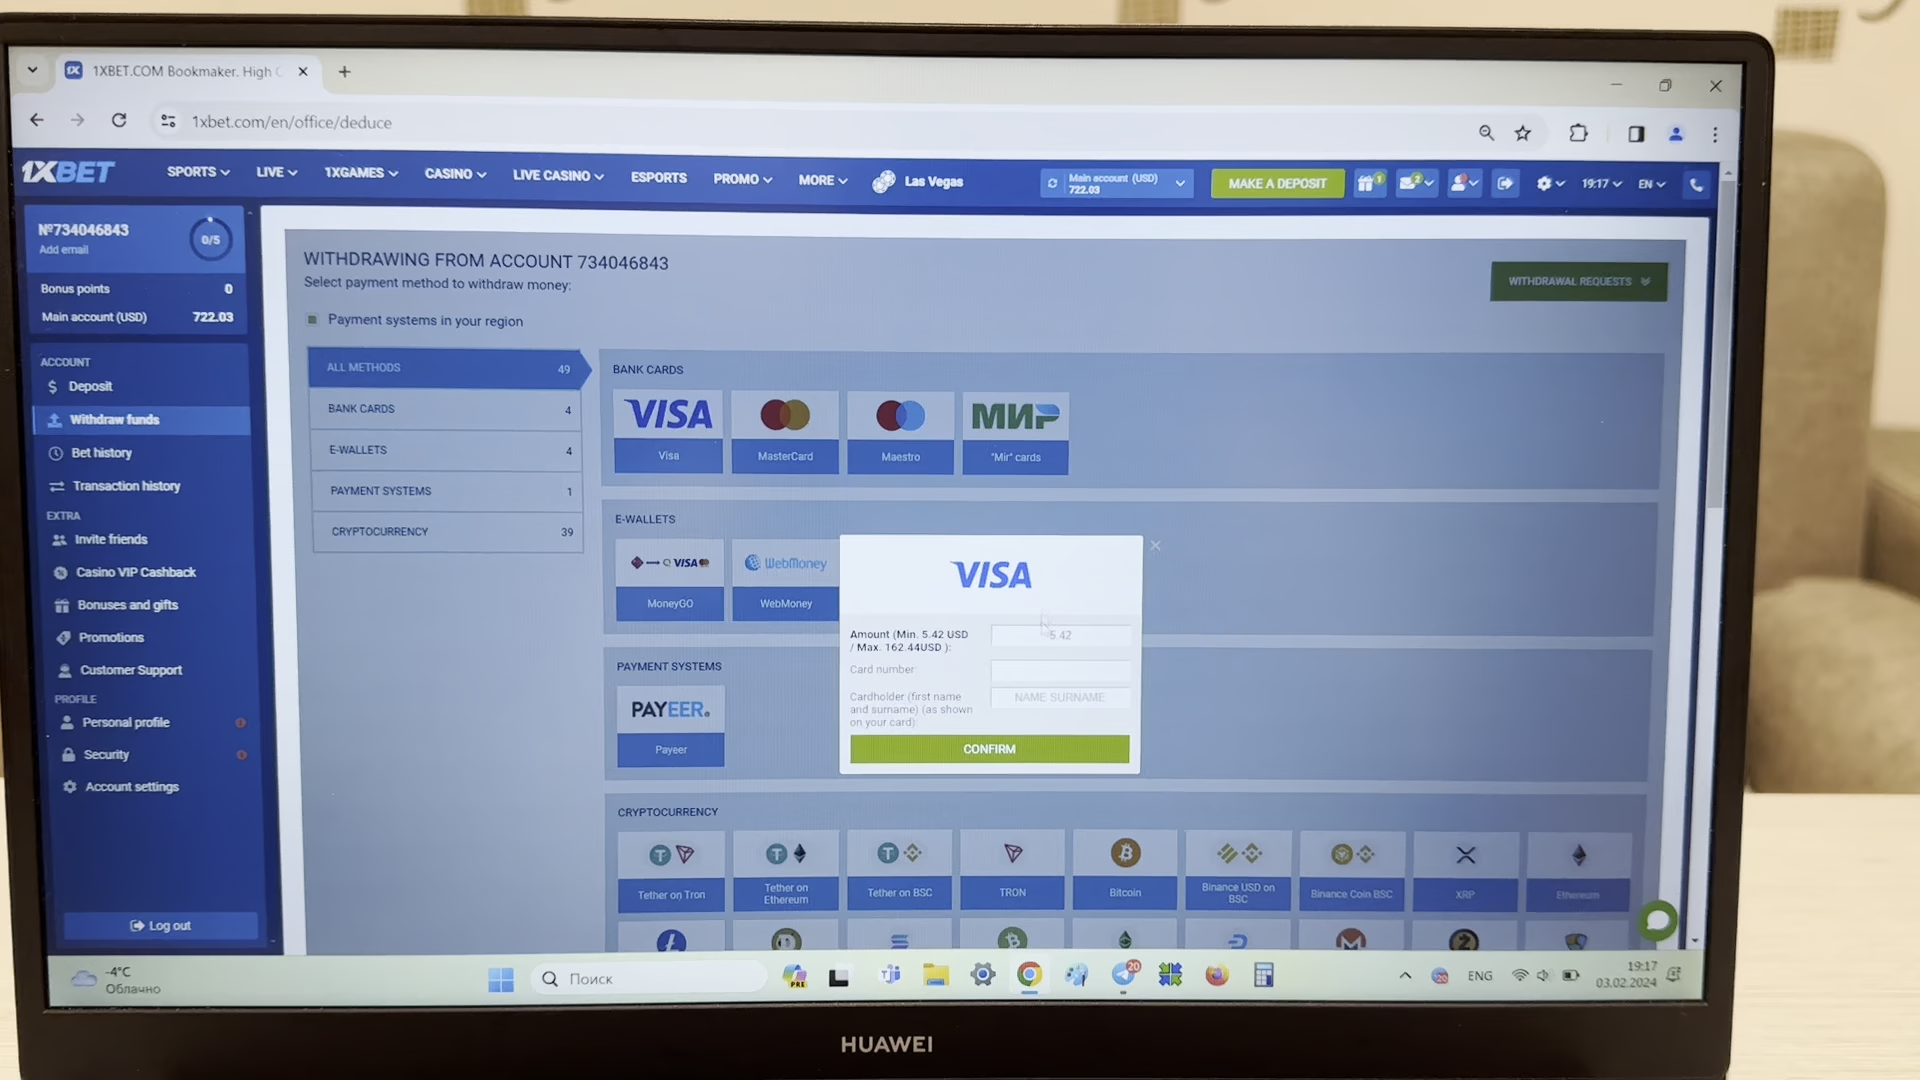 1XBET.COM Bookmaker. High
1xbet.com/en/office/deduce
1XBET
SPORTS
LIVE
1XGAMES
CASINO
LIVE CASINO
ESPORTS
PROMO
MORE
Las Vegas
Main account (USD)
722.03
MAKE A DEPOSIT
1
2
19:17
EN
№734046843
Add email
0/5
Bonus points 0
Main account (USD) 722.03
ACCOUNT
Deposit
Withdraw funds
Bet history
Transaction history
EXTRA
Invite friends
Casino VIP Cashback
Bonuses and gifts
Promotions
Customer Support
PROFILE
Personal profile
Security
Account settings
Log out
WITHDRAWING FROM ACCOUNT 734046843
Select payment method to withdraw money:
WITHDRAWAL REQUESTS
Payment systems in your region
ALL METHODS 49
BANK CARDS 4
E-WALLETS 4
PAYMENT SYSTEMS 1
CRYPTOCURRENCY 39
BANK CARDS
VISA
МИР
Visa
MasterCard
Maestro
"Mir" cards
E-WALLETS
VISA
WebMoney
MoneyGO
WebMoney
PAYMENT SYSTEMS
PAYEER.
Payeer
VISA
Amount (Min. 5.42 USD
/ Max. 162.44USD ):
5.42
Card number
Cardholder (first name
and surname) (as shown
on your card)
NAME SURNAME
CONFIRM
CRYPTOCURRENCY
Tether on Tron
Tether on
Ethereum
Tether on BSC
TRON
Bitcoin
Binance USD on
BSC
Binance Coin BSC
XRP
Ethereum
-4°C
Облачно
Поиск
PRE
20
ENG
19:17
03.02.2024
HUAWEI